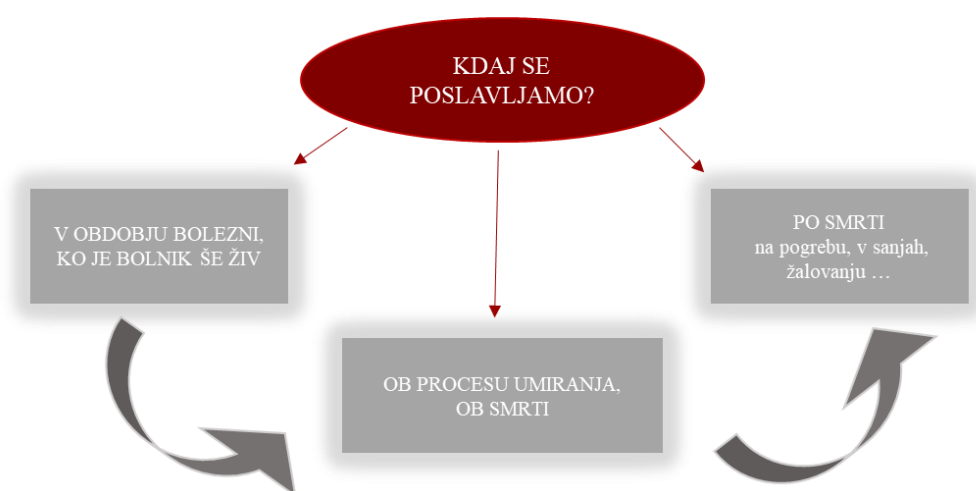 KDAJ SE
POSLAVLJAMO?
V OBDOBJU BOLEZNI,
KO JE BOLNIK ŠE ŽIV
PO SMRTI
na pogrebu, v sanjah,
žalovanju …
OB PROCESU UMIRANJA,
OB SMRTI